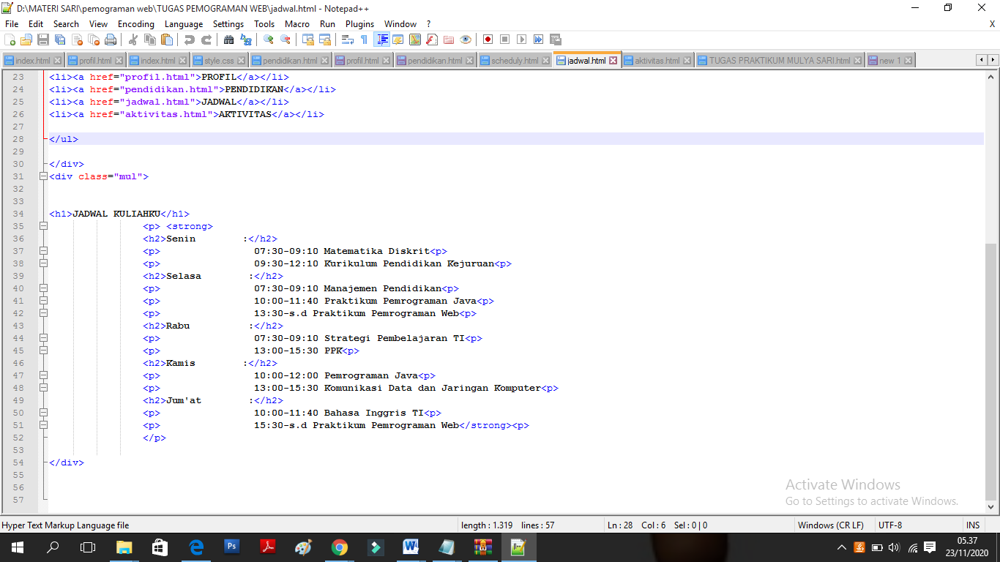 D:\MATERI SARI\pemograman web\TUGAS PEMOGRAMAN WEB\jadwal.html - Notepad++
File Edit Search View Encoding Language Settings Tools Macro Run Plugins Window ? X
index.html profil.html index.html style.css pendidikan.html profil.html pendidikan.html scheduly.html jadwal.html aktivitas.html TUGAS PRAKTIKUM MULYA SARI.html new 1
23 <li><a href="profil.html">PROFIL</a></li>
24 <li><a href="pendidikan.html">PENDIDIKAN</a></li>
25 <li><a href="jadwal.html">JADWAL</a></li>
26 <li><a href="aktivitas.html">AKTIVITAS</a></li>
27
28 </ul>
29
30 </div>
31 <div class="mul">
32
33
34 <h1>JADWAL KULIAHKU</h1>
35 <p> <strong>
36 <h2>Senin :</h2>
37 <p> 07:30-09:10 Matematika Diskrit<p>
38 <p> 09:30-12:10 Kurikulum Pendidikan Kejuruan<p>
39 <h2>Selasa :</h2>
40 <p> 07:30-09:10 Manajemen Pendidikan<p>
41 <p> 10:00-11:40 Praktikum Pemrograman Java<p>
42 <p> 13:30-s.d Praktikum Pemrograman Web<p>
43 <h2>Rabu :</h2>
44 <p> 07:30-09:10 Strategi Pembelajaran TI<p>
45 <p> 13:00-15:30 PPK<p>
46 <h2>Kamis :</h2>
47 <p> 10:00-12:00 Pemrograman Java<p>
48 <p> 13:00-15:30 Komunikasi Data dan Jaringan Komputer<p>
49 <h2>Jum'at :</h2>
50 <p> 10:00-11:40 Bahasa Inggris TI<p>
51 <p> 15:30-s.d Praktikum Pemrograman Web</strong><p>
52 </p>
53
54 </div>
55
56
57
Activate Windows
Go to Settings to activate Windows.
Hyper Text Markup Language file length : 1.319 lines : 57 Ln : 28 Col : 6 Sel : 0 | 0 Windows (CR LF) UTF-8 INS
05.37
23/11/2020